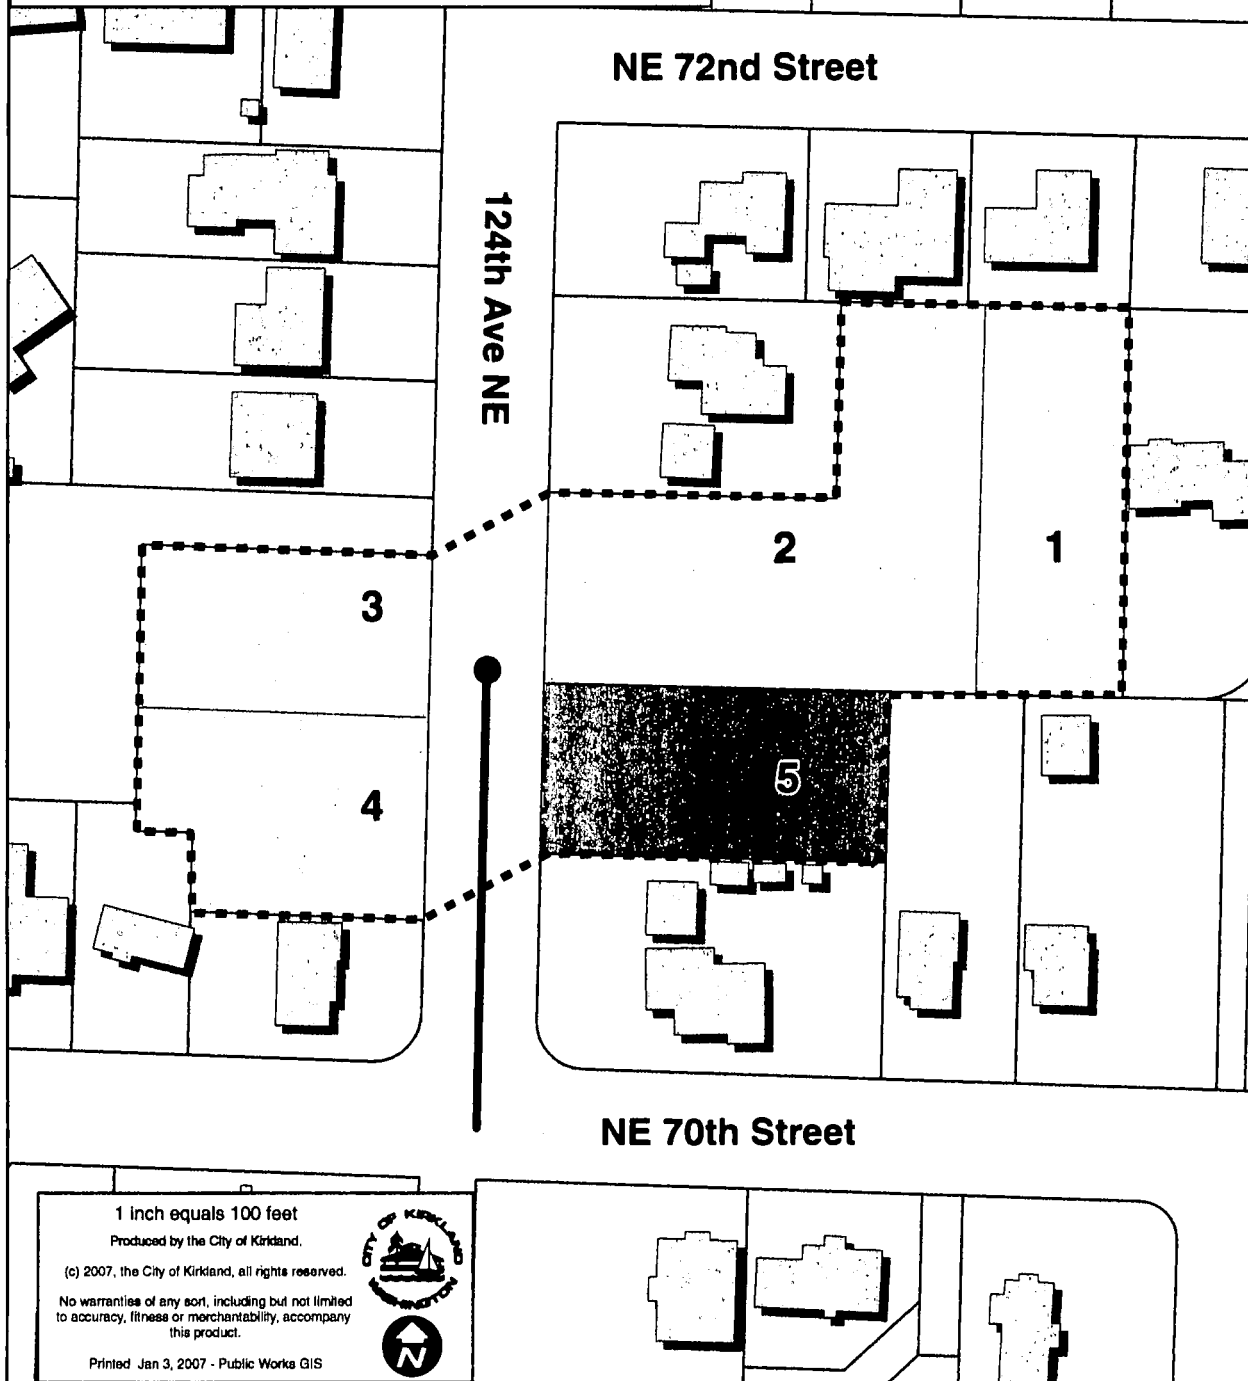 NE 72nd Street
124th Ave NE
2
1
3
5
4
NE 70th Street
1 inch equals 100 feet
Produced by the City of Kirkland.
(c) 2007, the City of Kirkland, all rights reserved.
No warranties of any sort, including but not limited
to accuracy, fitness or merchantability, accompany
this product.
Printed Jan 3, 2007 - Public Works GIS
CITY OF KIRKLAND
WASHINGTON
N